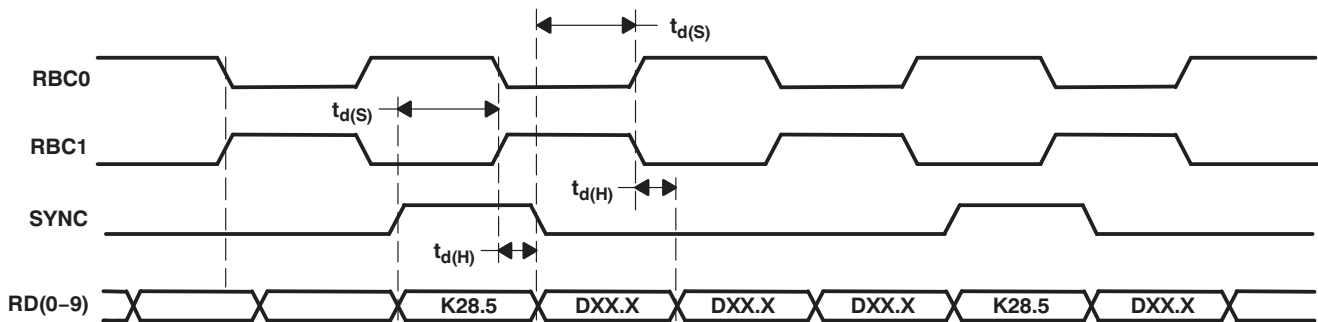 t_d(S)
RBC0
t_d(S)
RBC1
t_d(H)
SYNC
t_d(H)
RD(0–9) K28.5 DXX.X DXX.X DXX.X K28.5 DXX.X